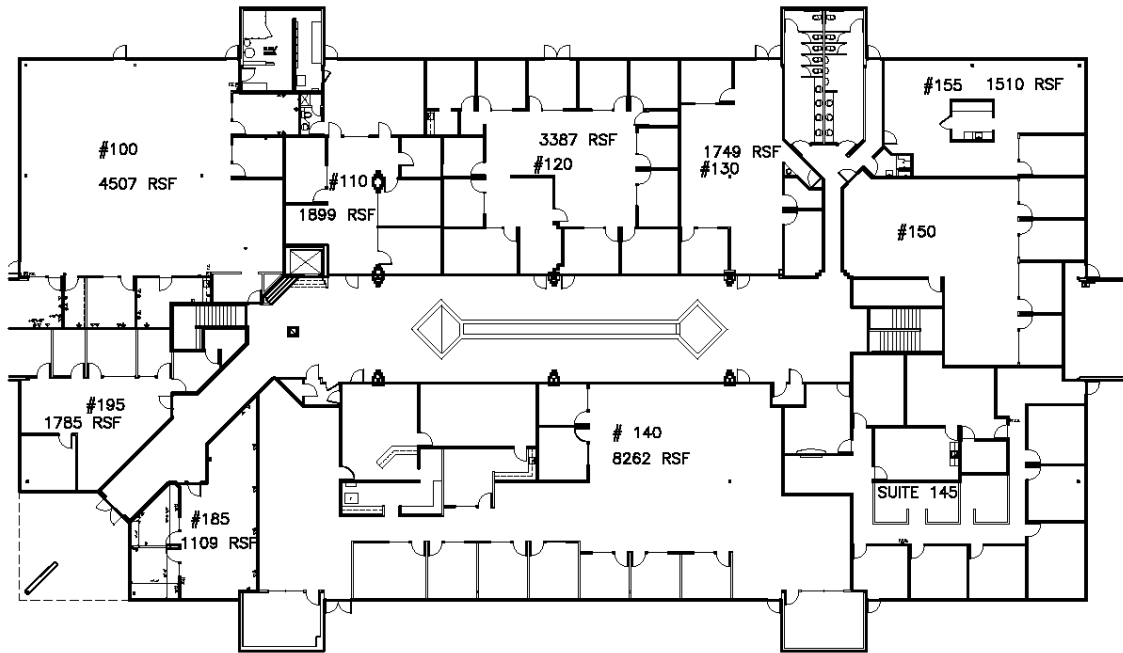 #100
4507 RSF
#110
1899 RSF
3387 RSF
#120
1749 RSF
#130
#155 1510 RSF
#150
#195
1785 RSF
#185
1109 RSF
# 140
8262 RSF
SUITE 145